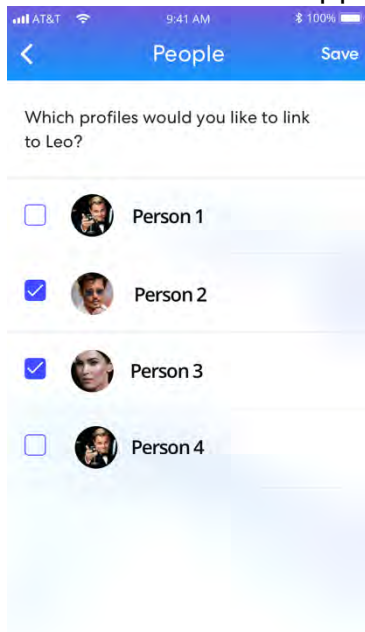 AT&T 9:41 AM 100%
People Save
Which profiles would you like to link
to Leo?
Person 1
Person 2
Person 3
Person 4